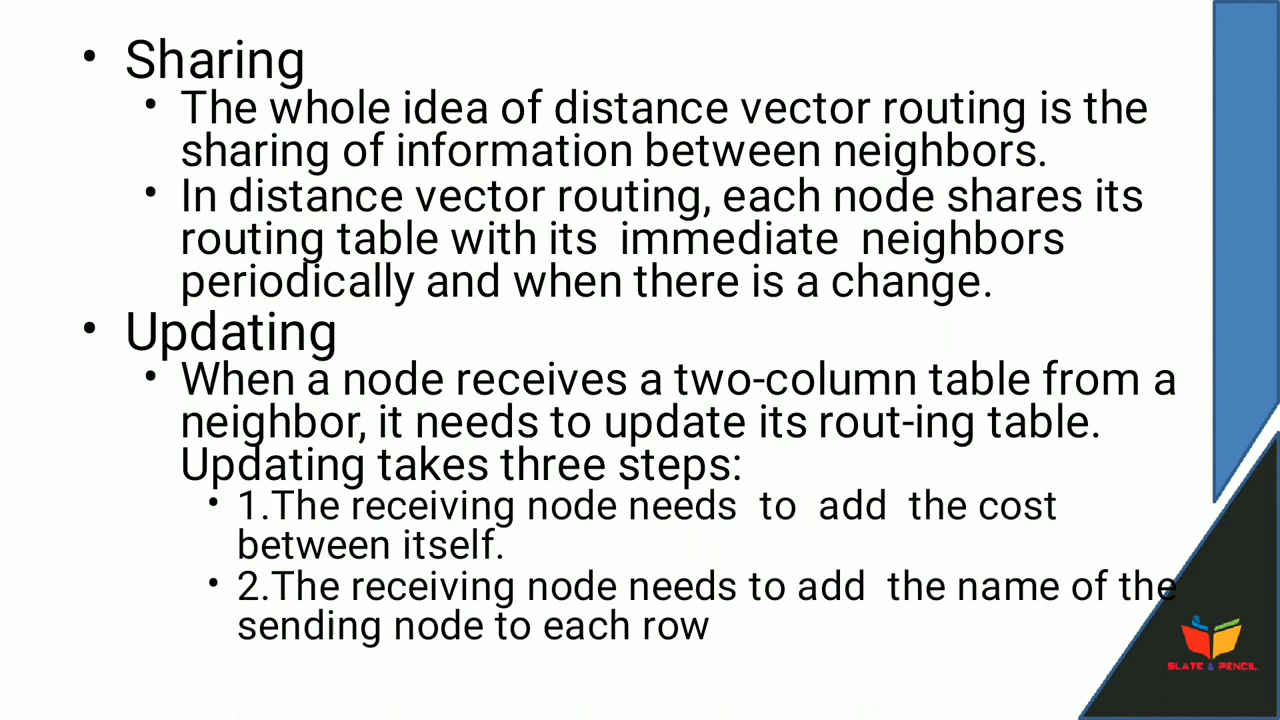 • Sharing
• The whole idea of distance vector routing is the
sharing of information between neighbors.
• In distance vector routing, each node shares its
routing table with its  immediate  neighbors
periodically and when there is a change.
• Updating
• When a node receives a two-column table from a
neighbor, it needs to update its rout-ing table.
Updating takes three steps:
• 1.The receiving node needs  to  add  the cost
between itself.
• 2.The receiving node needs to add  the name of the
sending node to each row
SLATE & PENCIL